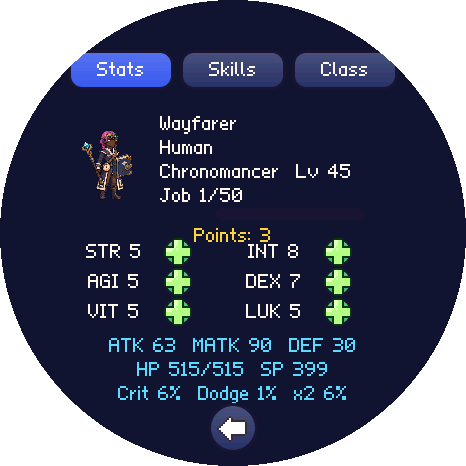 Stats Skills Class
Wayfarer
Human
Chronomancer Lv 45
Job 1/50
Points: 3
STR 5 INT 8
AGI 5 DEX 7
VIT 5 LUK 5
ATK 63 MATK 90 DEF 30
HP 515/515 SP 399
Crit 6% Dodge 1% x2 6%